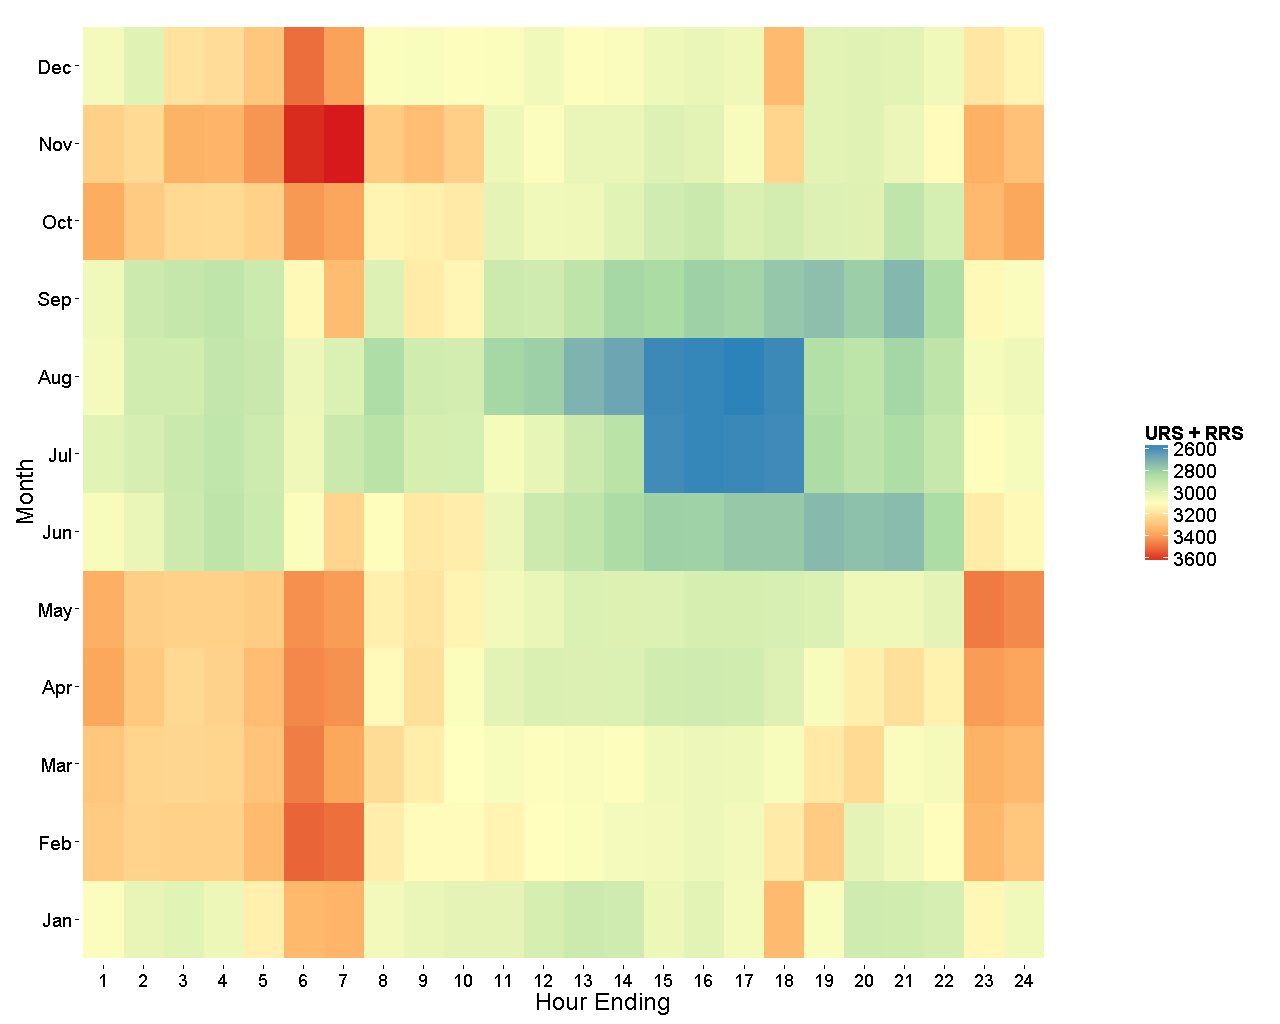 Dec
Nov
Oct
Sep
Aug
Jul
Jun
May
Apr
Mar
Feb
Jan
Month
1 2 3 4 5 6 7 8 9 10 11 12 13 14 15 16 17 18 19 20 21 22 23 24
Hour Ending
URS + RRS
2600
2800
3000
3200
3400
3600